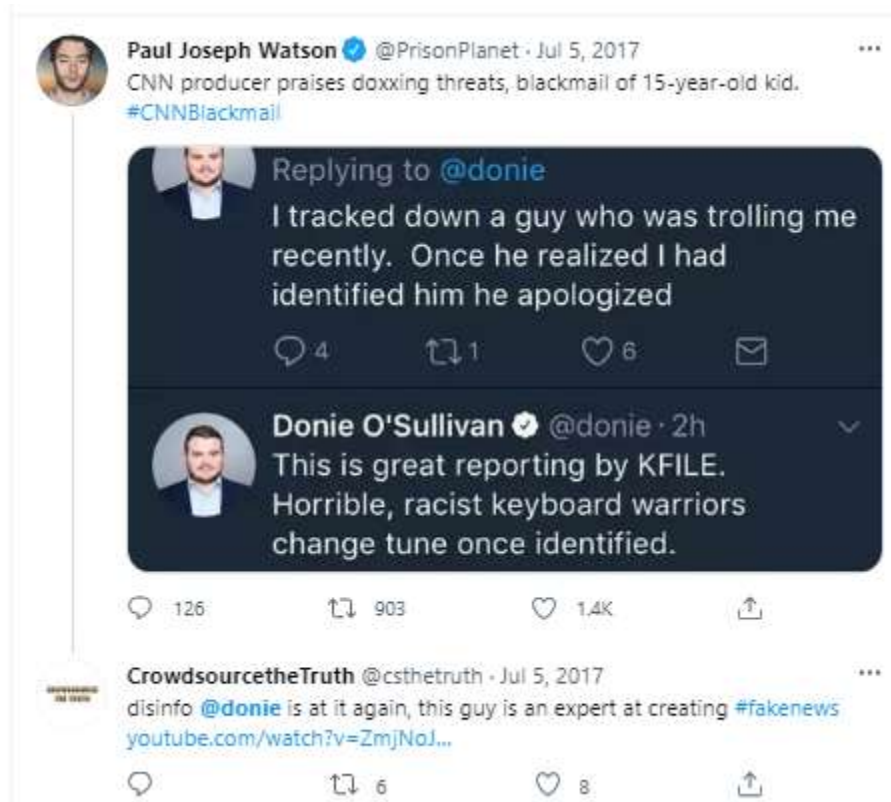 Paul Joseph Watson @PrisonPlanet · Jul 5, 2017
CNN producer praises doxxing threats, blackmail of 15-year-old kid.
#CNNBlackmail
Replying to @donie
I tracked down a guy who was trolling me
recently. Once he realized I had
identified him he apologized
4 1 6
Donie O'Sullivan @donie · 2h
This is great reporting by KFILE.
Horrible, racist keyboard warriors
change tune once identified.
126 903 1.4K
CrowdsourcetheTruth @csthetruth · Jul 5, 2017
disinfo @donie is at it again, this guy is an expert at creating #fakenews
youtube.com/watch?v=ZmjNoJ...
6 8